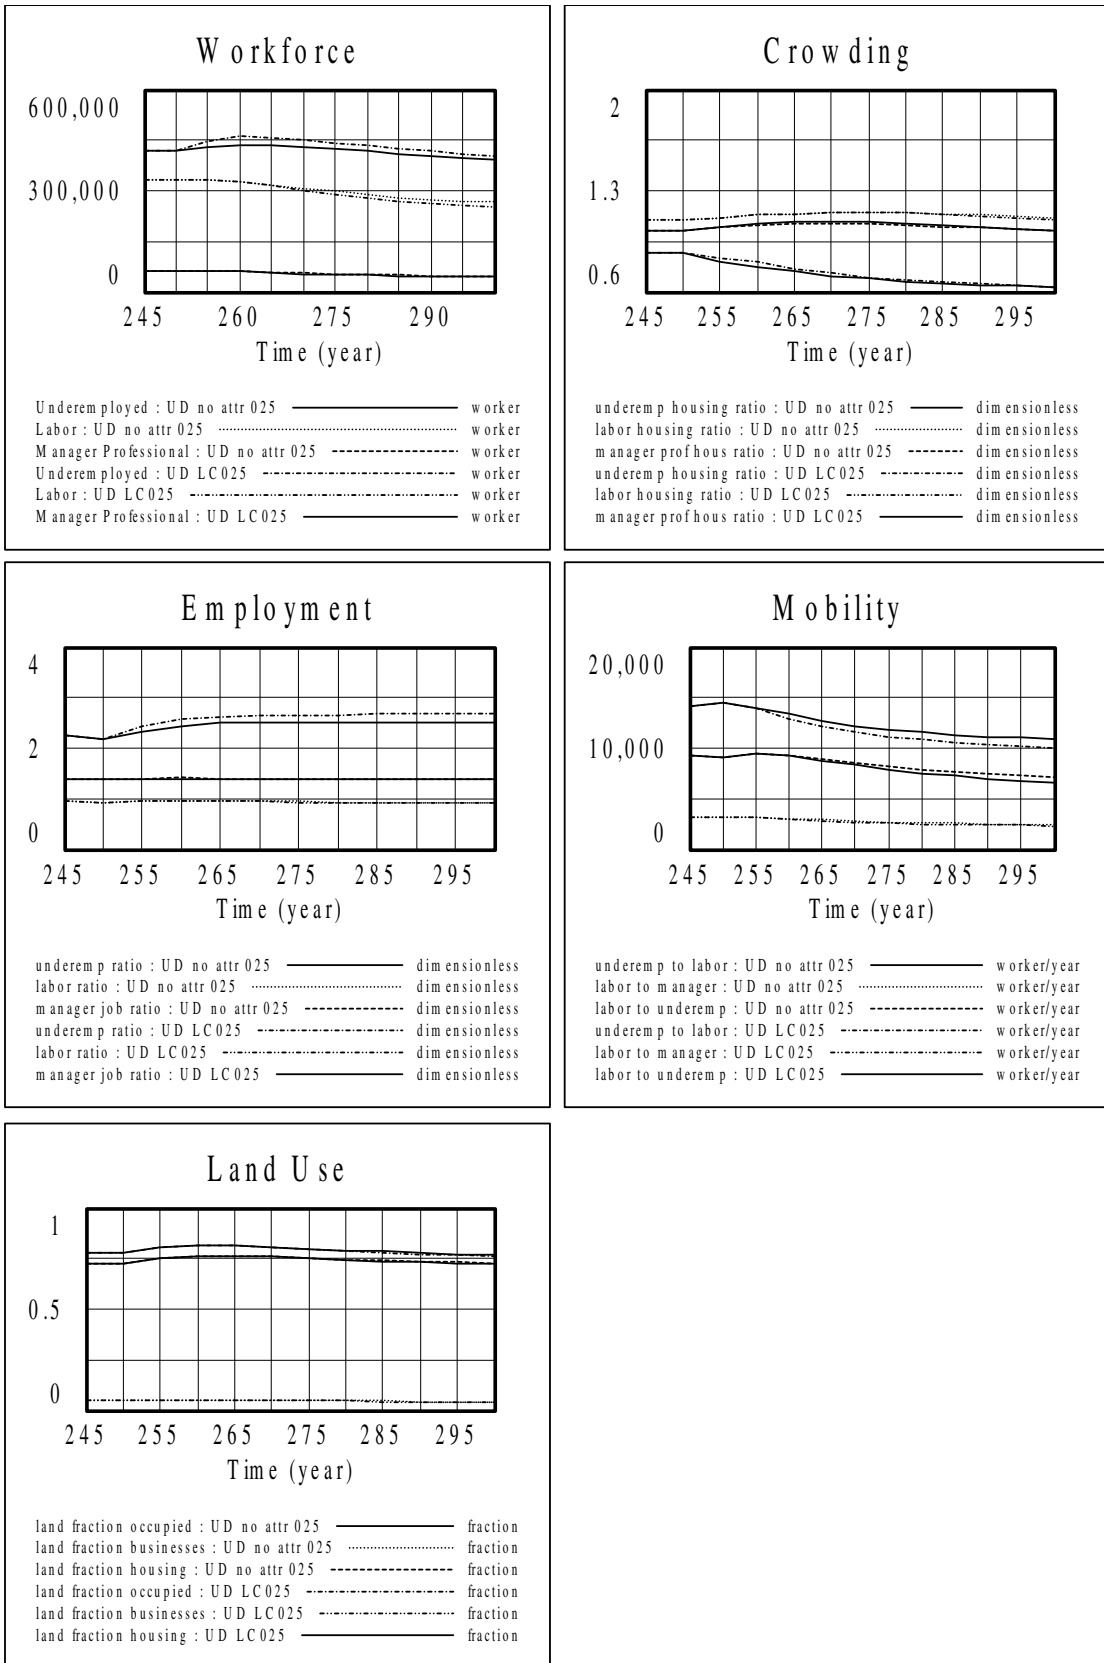 Workforce
600,000
300,000
0
245 260 275 290
Time (year)
Underemployed : UD no attr 025 worker
Labor : UD no attr 025 worker
Manager Professional : UD no attr 025 worker
Underemployed : UD LC025 worker
Labor : UD LC025 worker
Manager Professional : UD LC025 worker
Crowding
2
1.3
0.6
245 255 265 275 285 295
Time (year)
underemp housing ratio : UD no attr 025 dimensionless
labor housing ratio : UD no attr 025 dimensionless
manager prof hous ratio : UD no attr 025 dimensionless
underemp housing ratio : UD LC025 dimensionless
labor housing ratio : UD LC025 dimensionless
manager prof hous ratio : UD LC025 dimensionless
Employment
4
2
0
245 255 265 275 285 295
Time (year)
underemp ratio : UD no attr 025 dimensionless
labor ratio : UD no attr 025 dimensionless
manager job ratio : UD no attr 025 dimensionless
underemp ratio : UD LC025 dimensionless
labor ratio : UD LC025 dimensionless
manager job ratio : UD LC025 dimensionless
Mobility
20,000
10,000
0
245 255 265 275 285 295
Time (year)
underemp to labor : UD no attr 025 worker/year
labor to manager : UD no attr 025 worker/year
labor to underemp : UD no attr 025 worker/year
underemp to labor : UD LC025 worker/year
labor to manager : UD LC025 worker/year
labor to underemp : UD LC025 worker/year
Land Use
1
0.5
0
245 255 265 275 285 295
Time (year)
land fraction occupied : UD no attr 025 fraction
land fraction businesses : UD no attr 025 fraction
land fraction housing : UD no attr 025 fraction
land fraction occupied : UD LC025 fraction
land fraction businesses : UD LC025 fraction
land fraction housing : UD LC025 fraction